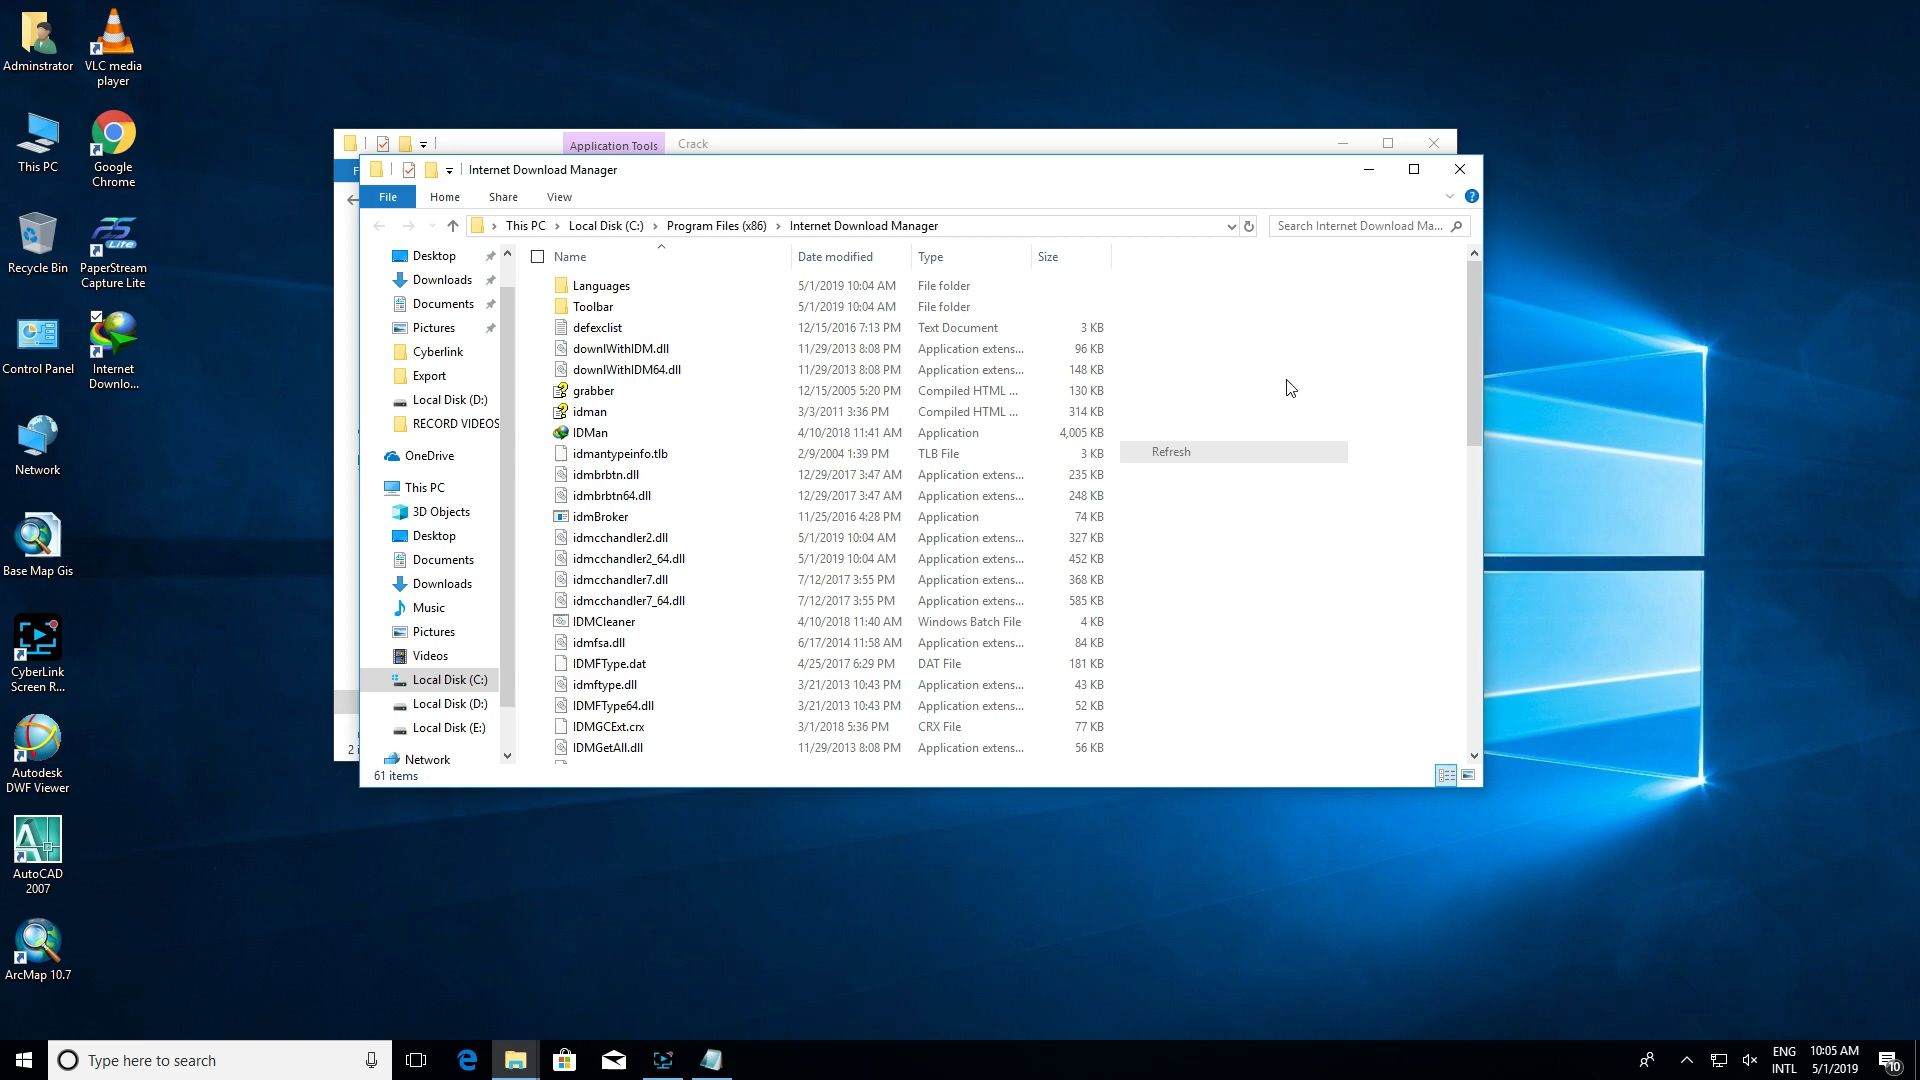 Adminstrator
VLC media
player
This PC
Google
Chrome
Recycle Bin
PaperStream
Capture Lite
Control Panel
Internet
Downlo...
Network
Base Map Gis
CyberLink
Screen R...
Autodesk
DWF Viewer
AutoCAD
2007
ArcMap 10.7
Application Tools
Crack
F
2 i
Internet Download Manager
File
Home
Share
View
This PC
Local Disk (C:)
Program Files (x86)
Internet Download Manager
Search Internet Download Ma...
Desktop
Downloads
Documents
Pictures
Cyberlink
Export
Local Disk (D:)
RECORD VIDEOS
OneDrive
This PC
3D Objects
Desktop
Documents
Downloads
Music
Pictures
Videos
Local Disk (C:)
Local Disk (D:)
Local Disk (E:)
Network
Name Date modified Type Size
Languages 5/1/2019 10:04 AM File folder
Toolbar 5/1/2019 10:04 AM File folder
defexclist 12/15/2016 7:13 PM Text Document 3 KB
downlWithIDM.dll 11/29/2013 8:08 PM Application extens... 96 KB
downlWithIDM64.dll 11/29/2013 8:08 PM Application extens... 148 KB
grabber 12/15/2005 5:20 PM Compiled HTML ... 130 KB
idman 3/3/2011 3:36 PM Compiled HTML ... 314 KB
IDMan 4/10/2018 11:41 AM Application 4,005 KB
idmantypeinfo.tlb 2/9/2004 1:39 PM TLB File 3 KB
idmbrbtn.dll 12/29/2017 3:47 AM Application extens... 235 KB
idmbrbtn64.dll 12/29/2017 3:47 AM Application extens... 248 KB
idmBroker 11/25/2016 4:28 PM Application 74 KB
idmcchandler2.dll 5/1/2019 10:04 AM Application extens... 327 KB
idmcchandler2_64.dll 5/1/2019 10:04 AM Application extens... 452 KB
idmcchandler7.dll 7/12/2017 3:55 PM Application extens... 368 KB
idmcchandler7_64.dll 7/12/2017 3:55 PM Application extens... 585 KB
IDMCleaner 4/10/2018 11:40 AM Windows Batch File 4 KB
idmfsa.dll 6/17/2014 11:58 AM Application extens... 84 KB
IDMFType.dat 4/25/2017 6:29 PM DAT File 181 KB
idmftype.dll 3/21/2013 10:43 PM Application extens... 43 KB
IDMFType64.dll 3/21/2013 10:43 PM Application extens... 52 KB
IDMGCExt.crx 3/1/2018 5:36 PM CRX File 77 KB
IDMGetAll.dll 11/29/2013 8:08 PM Application extens... 56 KB
Refresh
61 items
Type here to search
ENG
INTL
10:05 AM
5/1/2019
10